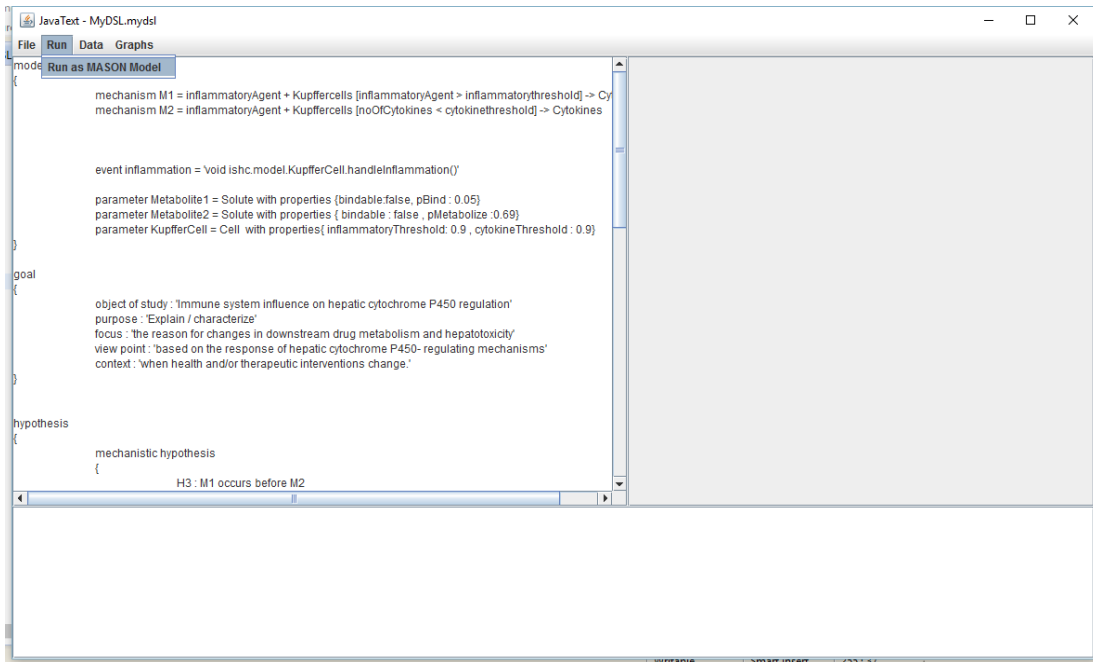 JavaText - MyDSL.mydsl
File Run Data Graphs
Run as MASON Model
mode
{
mechanism M1 = inflammatoryAgent + Kupffercells [inflammatoryAgent > inflammatorythreshold] -> Cy
mechanism M2 = inflammatoryAgent + Kupffercells [noOfCytokines < cytokinethreshold] -> Cytokines
event inflammation = 'void ishc.model.KupfferCell.handleInflammation()'
parameter Metabolite1 = Solute with properties {bindable:false, pBind : 0.05}
parameter Metabolite2 = Solute with properties { bindable : false , pMetabolize :0.69}
parameter KupfferCell = Cell with properties{ inflammatoryThreshold: 0.9 , cytokineThreshold : 0.9}
}
goal
{
object of study : 'Immune system influence on hepatic cytochrome P450 regulation'
purpose : 'Explain / characterize'
focus : 'the reason for changes in downstream drug metabolism and hepatotoxicity'
view point : 'based on the response of hepatic cytochrome P450- regulating mechanisms'
context : 'when health and/or therapeutic interventions change.'
}
hypothesis
{
mechanistic hypothesis
{
H3 : M1 occurs before M2